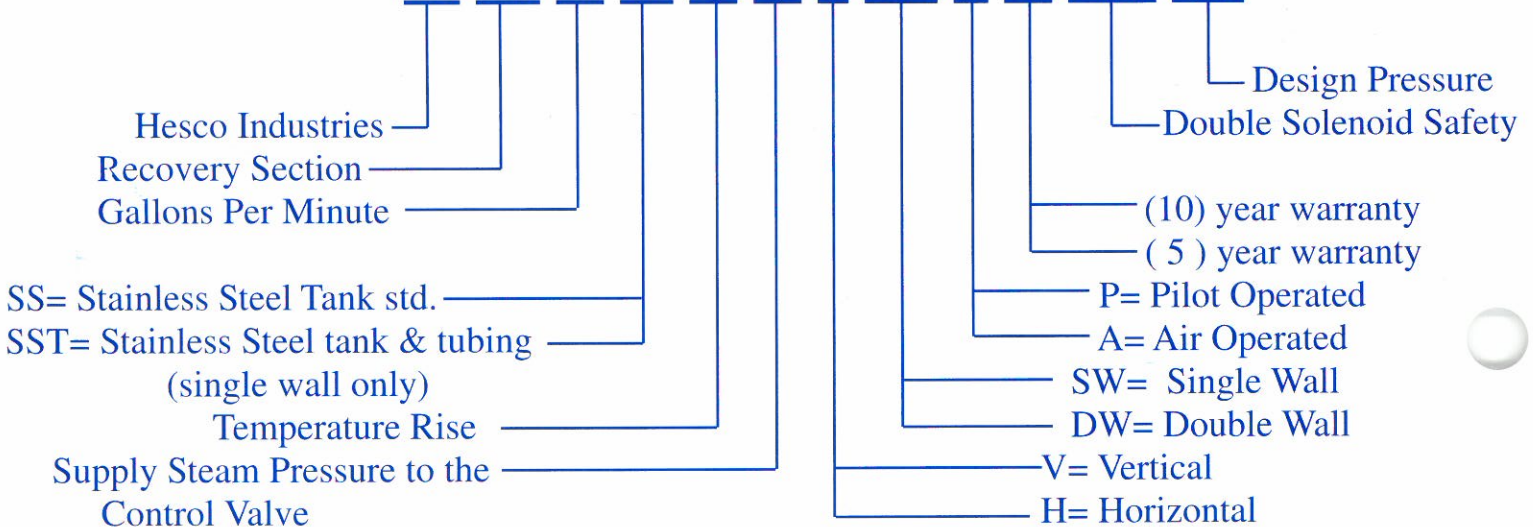 Design Pressure
Hesco Industries
Double Solenoid Safety
Recovery Section
Gallons Per Minute
(10) year warranty
( 5 ) year warranty
SS= Stainless Steel Tank std.
P= Pilot Operated
SST= Stainless Steel tank & tubing
A= Air Operated
(single wall only)
SW= Single Wall
Temperature Rise
DW= Double Wall
Supply Steam Pressure to the
V= Vertical
Control Valve
H= Horizontal